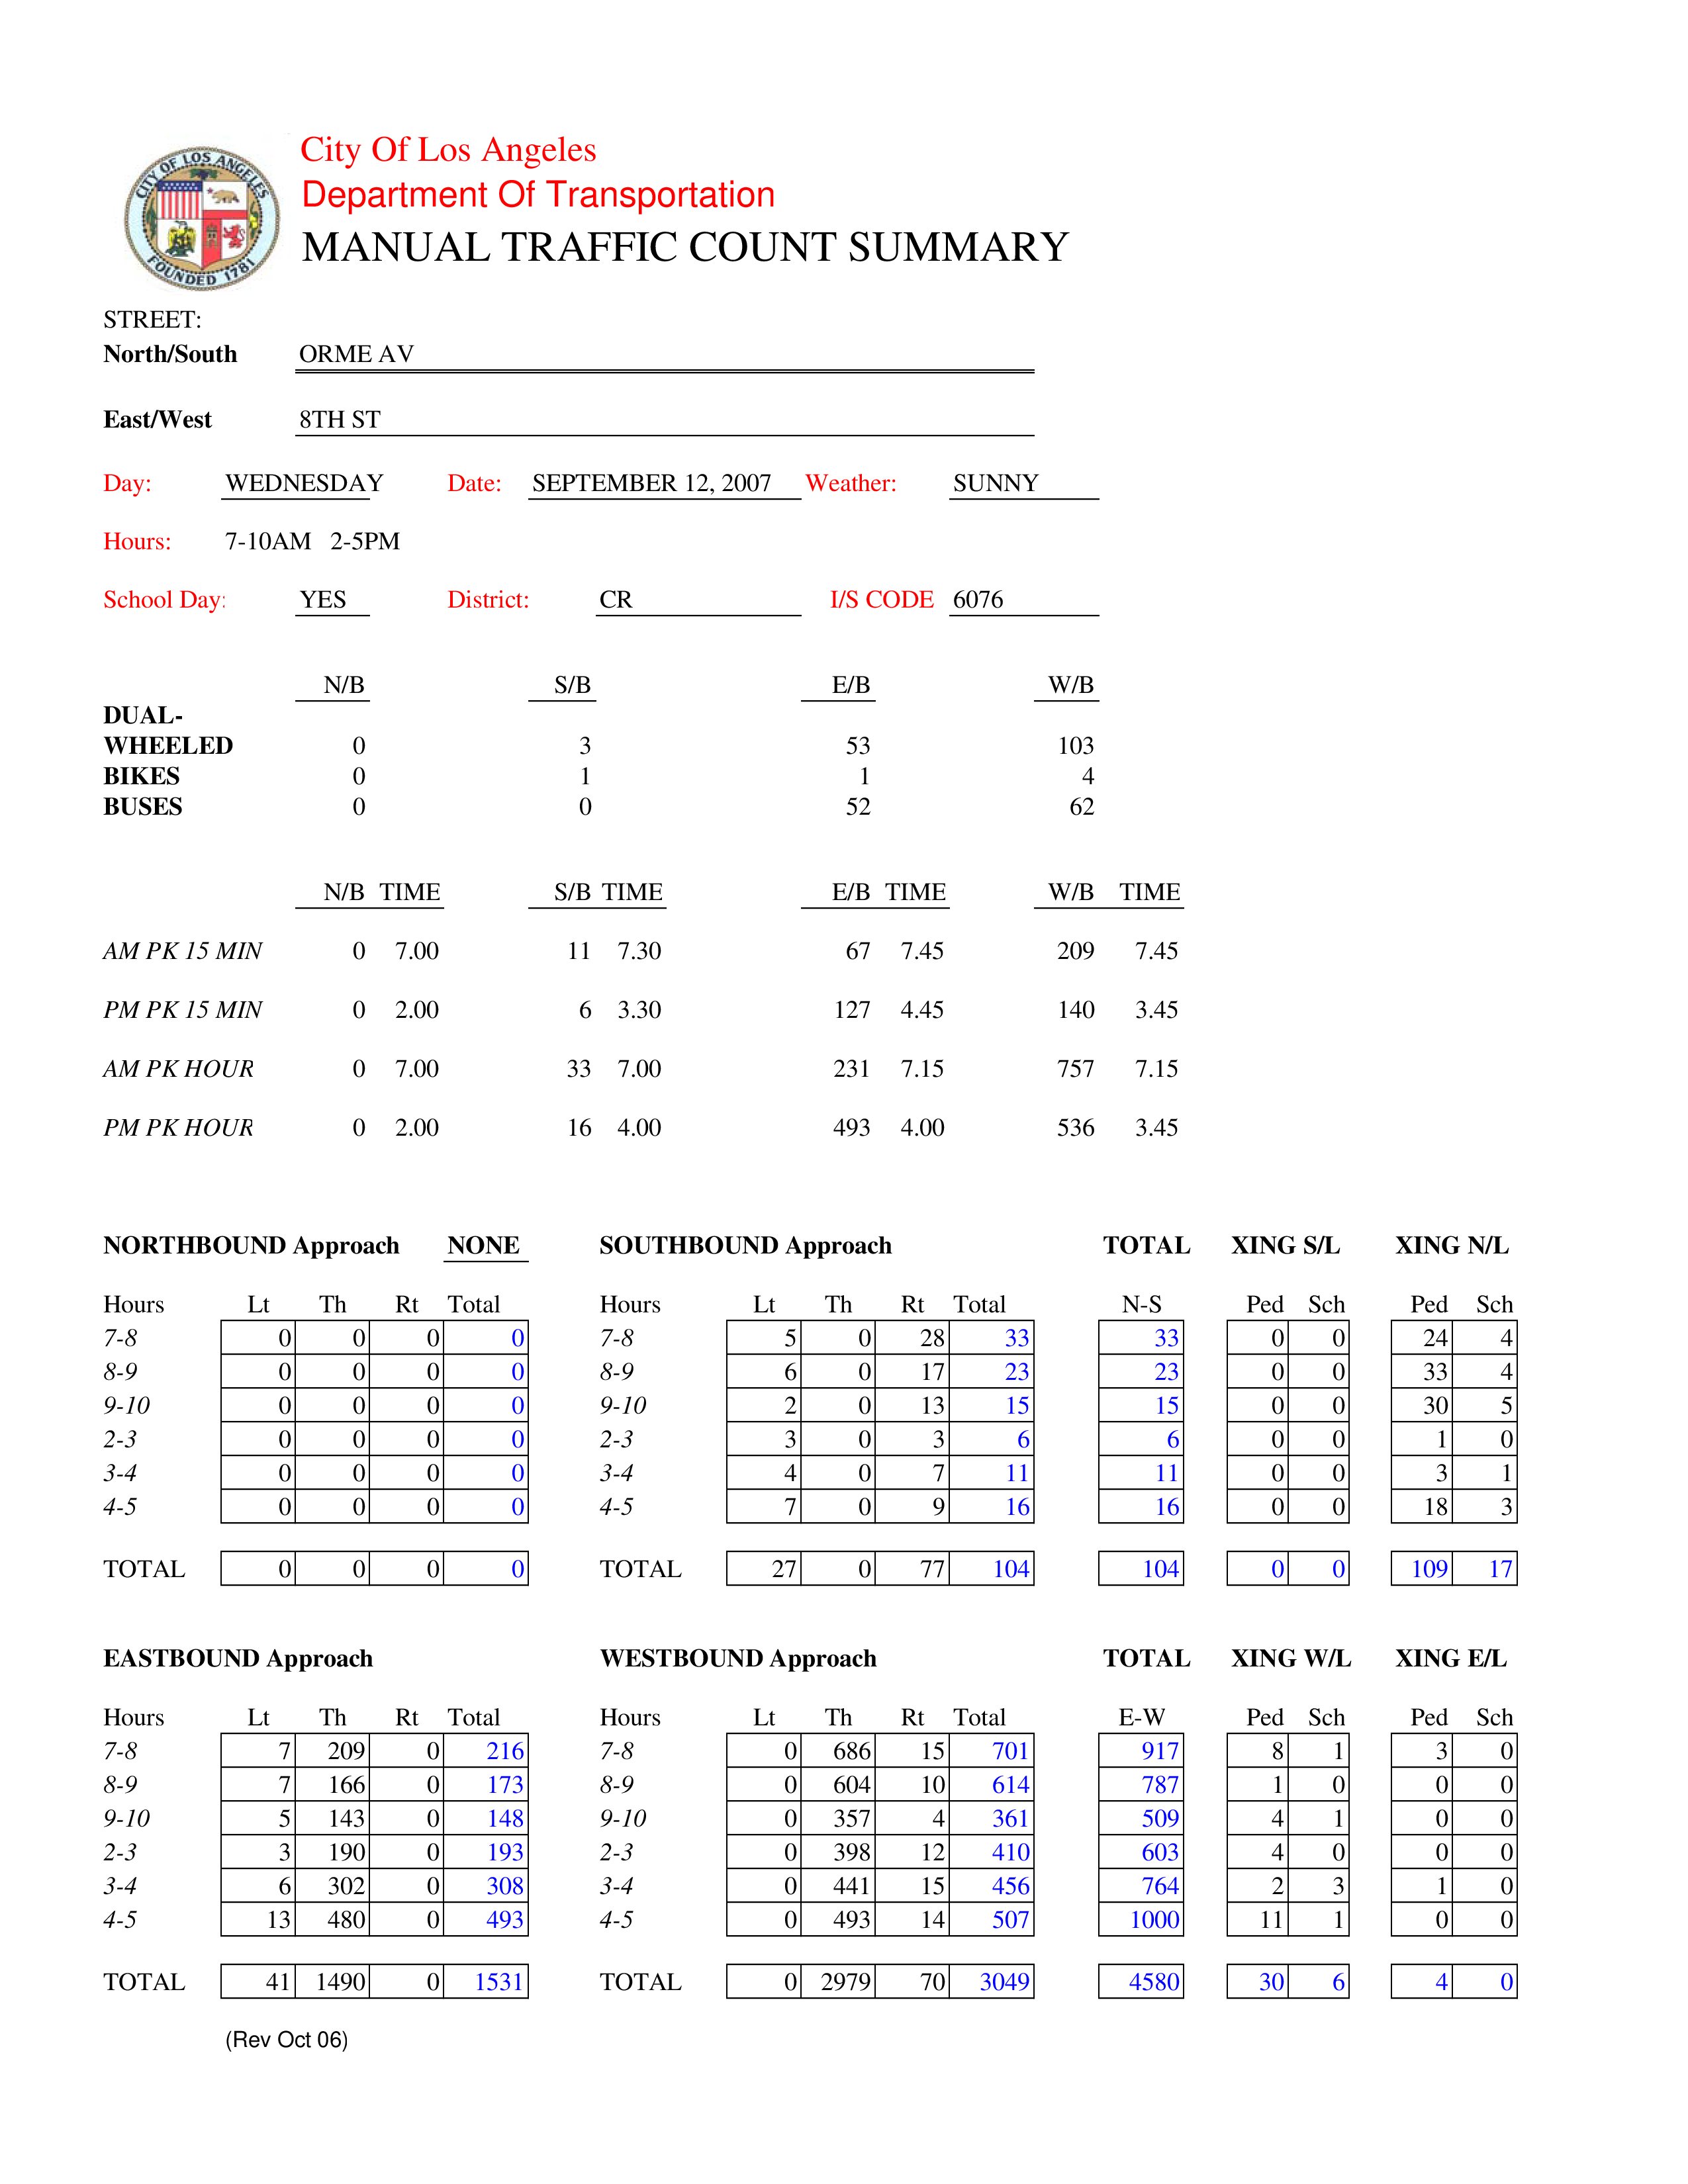 CITY OF LOS ANGELES
FOUNDED 1781
City Of Los Angeles
Department Of Transportation
MANUAL TRAFFIC COUNT SUMMARY
STREET:
North/South ORME AV
East/West 8TH ST
Day: WEDNESDAY Date: SEPTEMBER 12, 2007 Weather: SUNNY
Hours: 7-10AM 2-5PM
School Day: YES District: CR I/S CODE 6076
N/B S/B E/B W/B
DUAL-
WHEELED 0 3 53 103
BIKES 0 1 1 4
BUSES 0 0 52 62
N/B TIME S/B TIME E/B TIME W/B TIME
AM PK 15 MIN 0 7.00 11 7.30 67 7.45 209 7.45
PM PK 15 MIN 0 2.00 6 3.30 127 4.45 140 3.45
AM PK HOUR 0 7.00 33 7.00 231 7.15 757 7.15
PM PK HOUR 0 2.00 16 4.00 493 4.00 536 3.45
NORTHBOUND Approach NONE SOUTHBOUND Approach TOTAL XING S/L XING N/L
Hours Lt Th Rt Total Hours Lt Th Rt Total N-S Ped Sch Ped Sch
7-8 0 0 0 0 7-8 5 0 28 33 33 0 0 24 4
8-9 0 0 0 0 8-9 6 0 17 23 23 0 0 33 4
9-10 0 0 0 0 9-10 2 0 13 15 15 0 0 30 5
2-3 0 0 0 0 2-3 3 0 3 6 6 0 0 1 0
3-4 0 0 0 0 3-4 4 0 7 11 11 0 0 3 1
4-5 0 0 0 0 4-5 7 0 9 16 16 0 0 18 3
TOTAL 0 0 0 0 TOTAL 27 0 77 104 104 0 0 109 17
EASTBOUND Approach WESTBOUND Approach TOTAL XING W/L XING E/L
Hours Lt Th Rt Total Hours Lt Th Rt Total E-W Ped Sch Ped Sch
7-8 7 209 0 216 7-8 0 686 15 701 917 8 1 3 0
8-9 7 166 0 173 8-9 0 604 10 614 787 1 0 0 0
9-10 5 143 0 148 9-10 0 357 4 361 509 4 1 0 0
2-3 3 190 0 193 2-3 0 398 12 410 603 4 0 0 0
3-4 6 302 0 308 3-4 0 441 15 456 764 2 3 1 0
4-5 13 480 0 493 4-5 0 493 14 507 1000 11 1 0 0
TOTAL 41 1490 0 1531 TOTAL 0 2979 70 3049 4580 30 6 4 0
(Rev Oct 06)